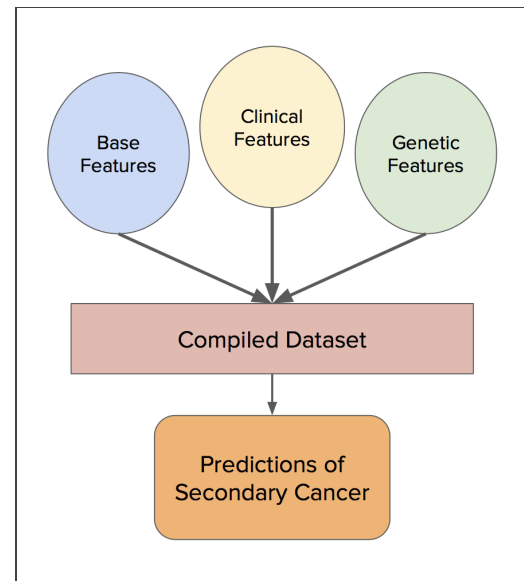 Base
Features
Clinical
Features
Genetic
Features
Compiled Dataset
Predictions of
Secondary Cancer